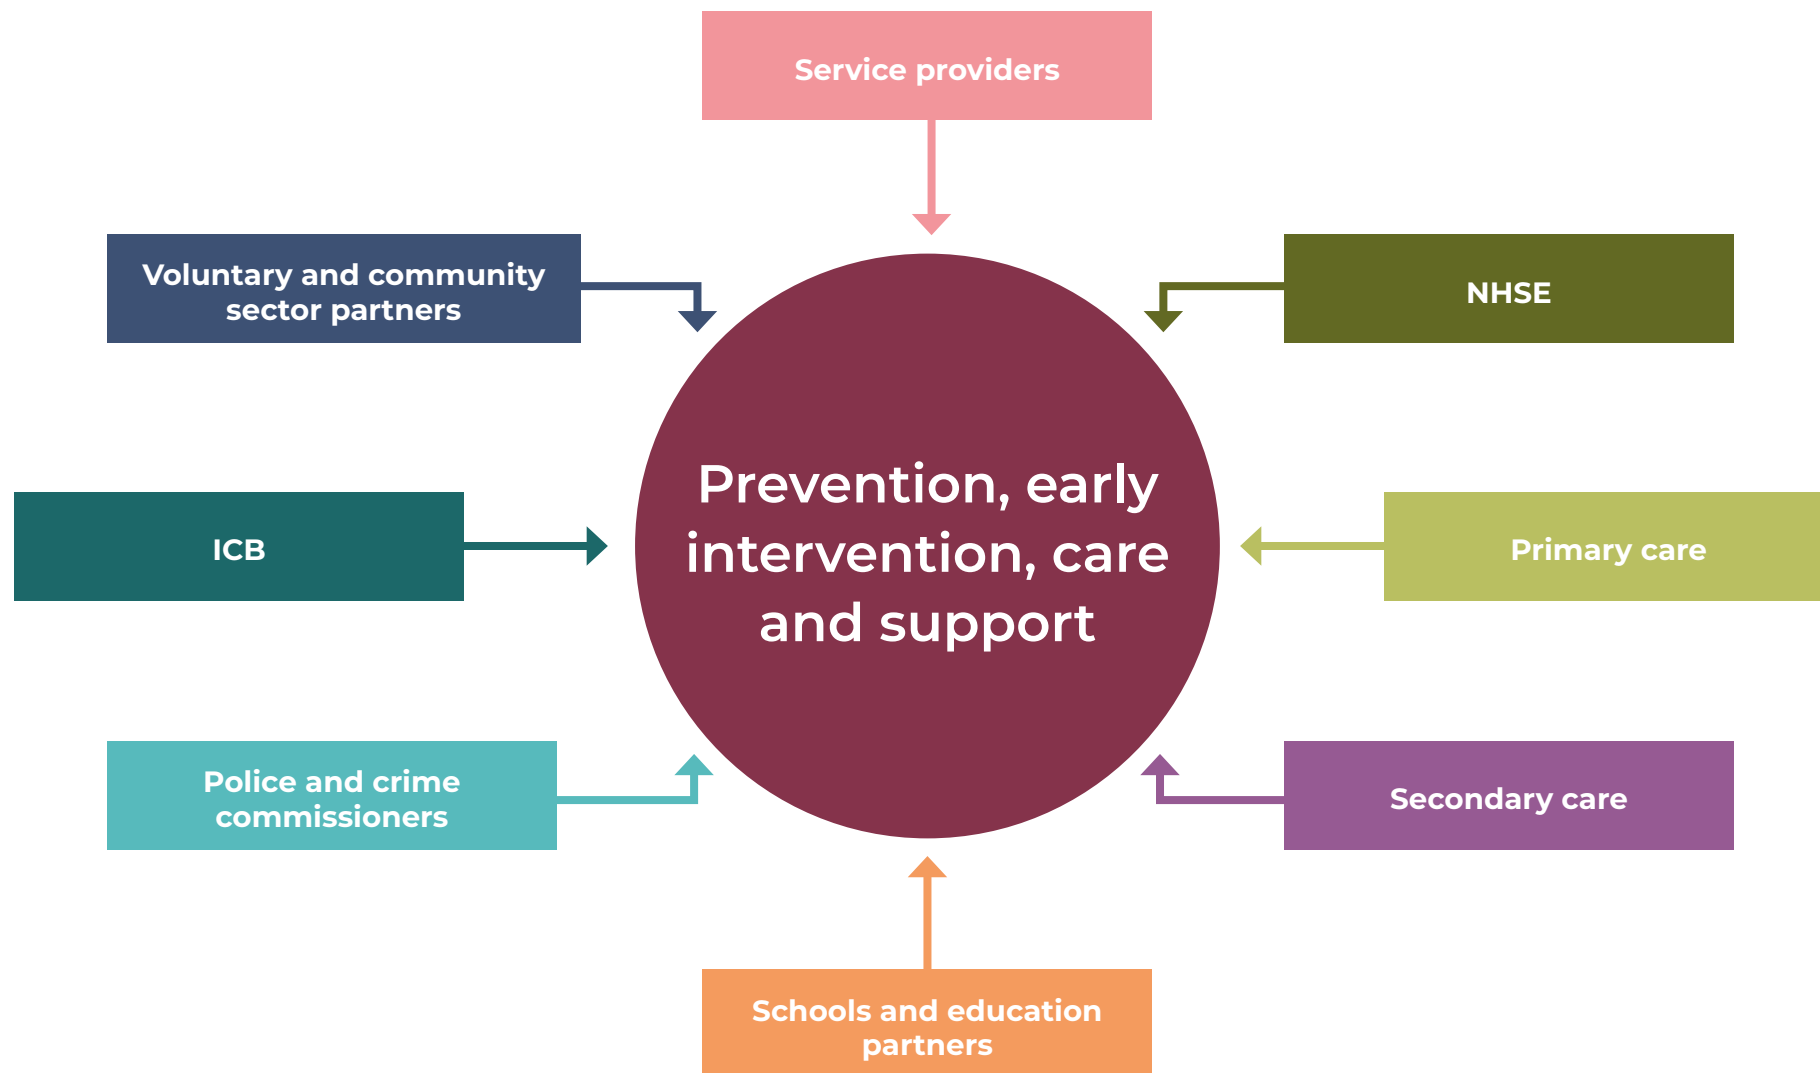 Service providers
Voluntary and community
sector partners
NHSE
Prevention, early
intervention, care
and support
ICB
Primary care
Police and crime
commissioners
Secondary care
Schools and education
partners